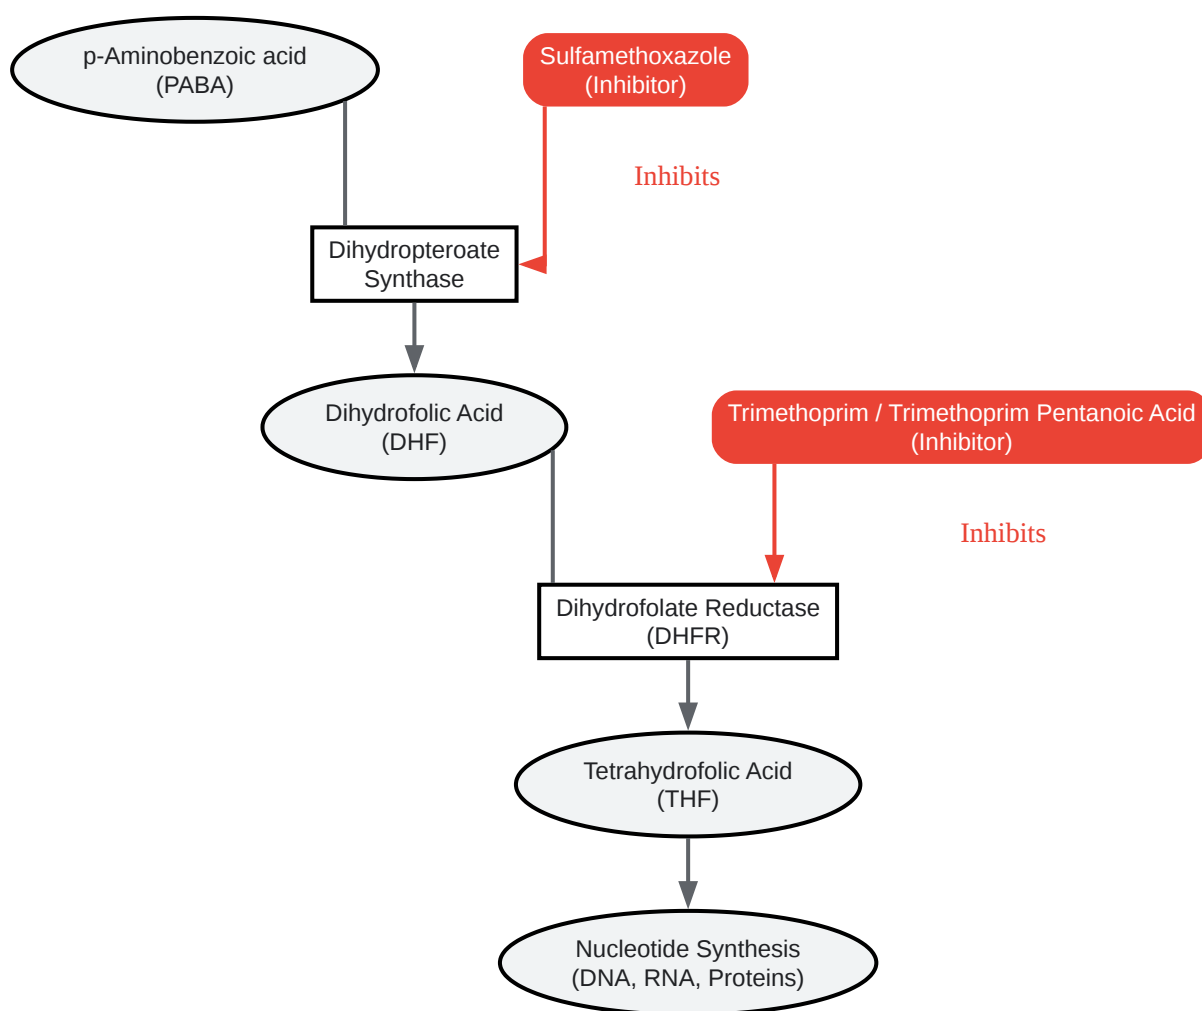 p-Aminobenzoic acid
(PABA)
Sulfamethoxazole
(Inhibitor)
Inhibits
Dihydropteroate
Synthase
Dihydrofolic Acid
(DHF)
Trimethoprim / Trimethoprim Pentanoic Acid
(Inhibitor)
Inhibits
Dihydrofolate Reductase
(DHFR)
Tetrahydrofolic Acid
(THF)
Nucleotide Synthesis
(DNA, RNA, Proteins)